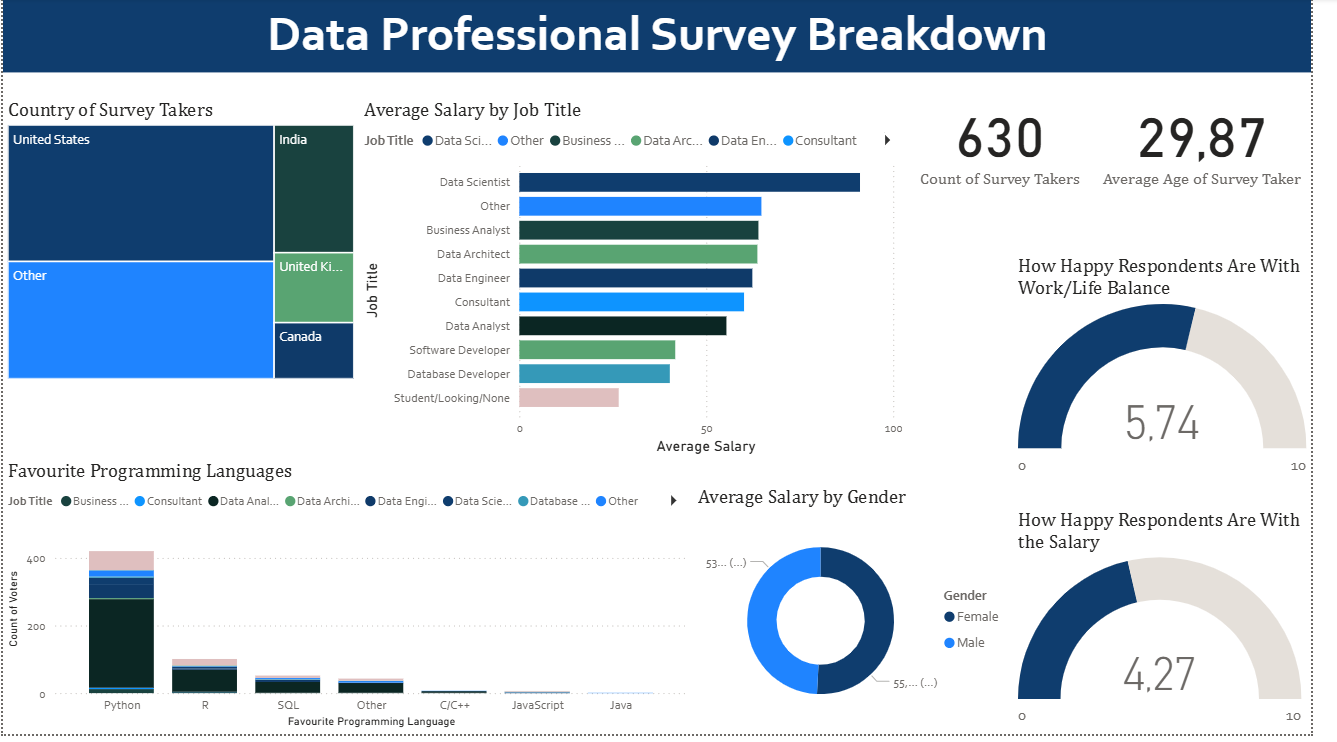 Data Professional Survey Breakdown
Country of Survey Takers
United States
India
Other
United Ki...
Canada
Average Salary by Job Title
Job Title Data Sci... Other Business ... Data Arc... Data En... Consultant
Job Title
Data Scientist
Other
Business Analyst
Data Architect
Data Engineer
Consultant
Data Analyst
Software Developer
Database Developer
Student/Looking/None
0 50 100
Average Salary
630
Count of Survey Takers
29,87
Average Age of Survey Taker
How Happy Respondents Are With
Work/Life Balance
5,74
0 10
Favourite Programming Languages
Job Title Business ... Consultant Data Anal... Data Archi... Data Engi... Data Scie... Database ... Other
Count of Voters
400
200
0
Python R SQL Other C/C++ JavaScript Java
Favourite Programming Language
Average Salary by Gender
53... (...)
55,... (...)
Gender
Female
Male
How Happy Respondents Are With
the Salary
4,27
0 10